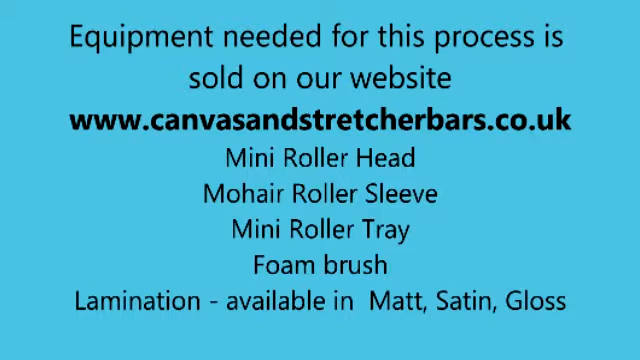 Equipment needed for this process is
sold on our website
www.canvasandstretcherbars.co.uk
Mini Roller Head
Mohair Roller Sleeve
Mini Roller Tray
Foam brush
Lamination - available in  Matt, Satin, Gloss